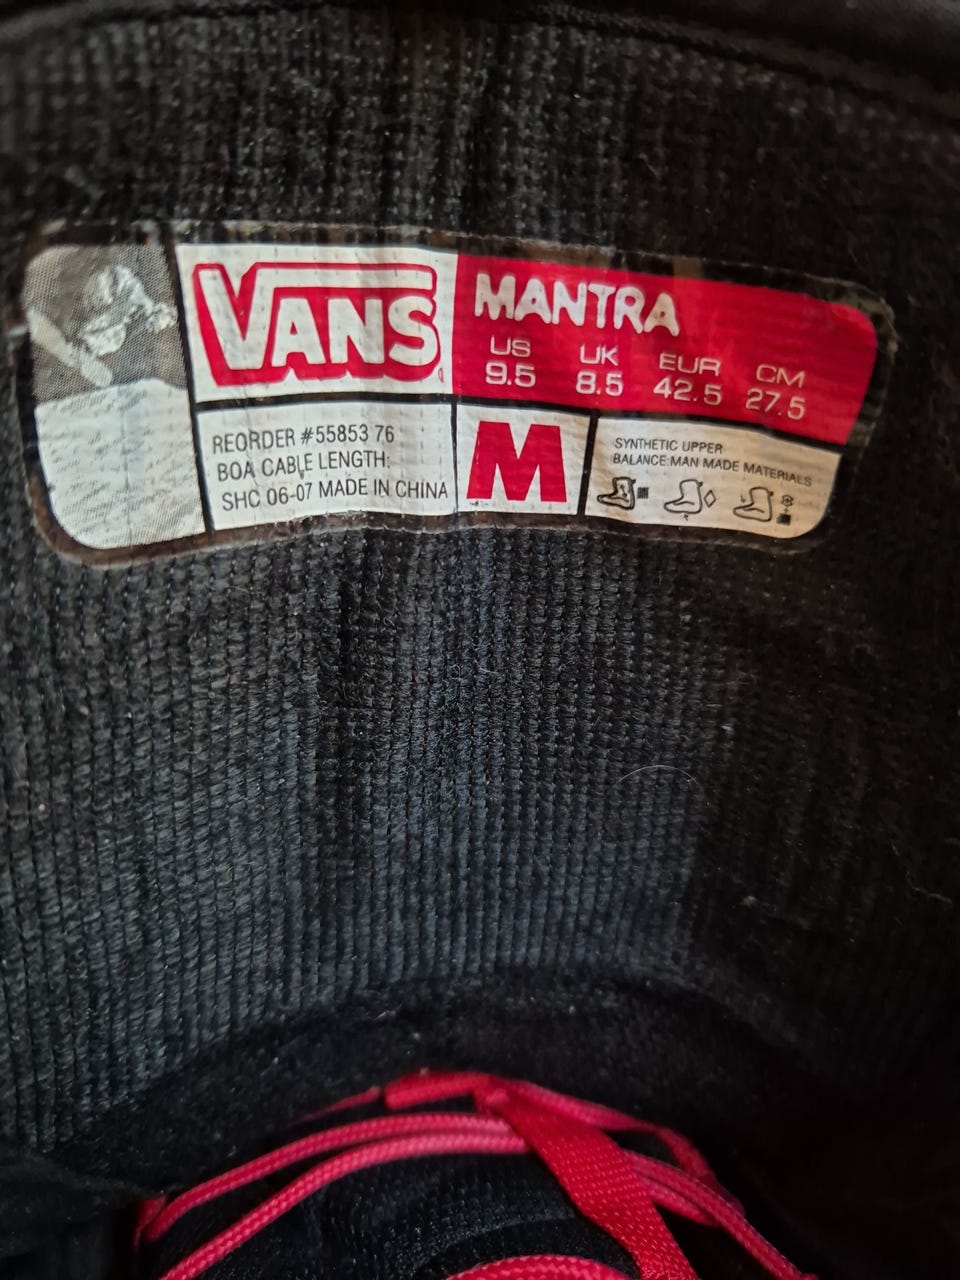 VANS
MANTRA
US UK EUR CM
9.5 8.5 42.5 27.5
REORDER #55853 76
BOA CABLE LENGTH:
SHC 06-07 MADE IN CHINA
M
SYNTHETIC UPPER
BALANCE:MAN MADE MATERIALS